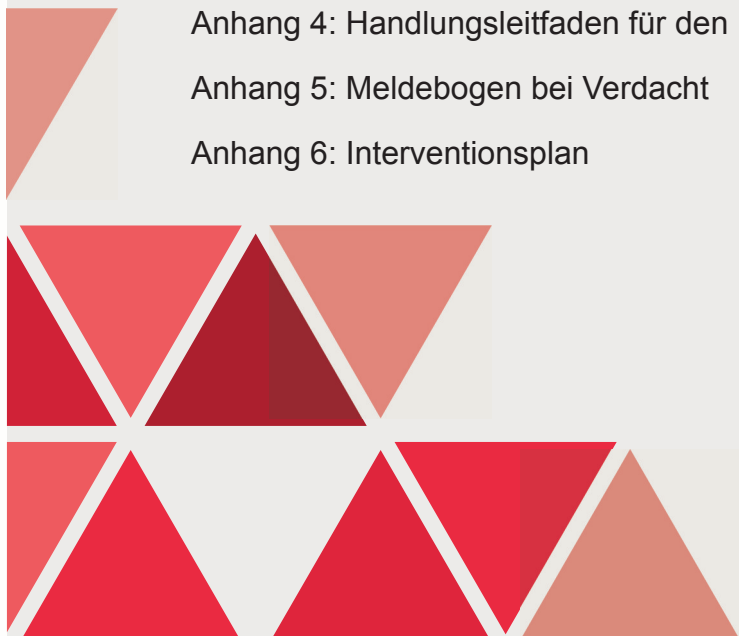 Anhang 4: Handlungsleitfaden für den
Anhang 5: Meldebogen bei Verdacht
Anhang 6: Interventionsplan